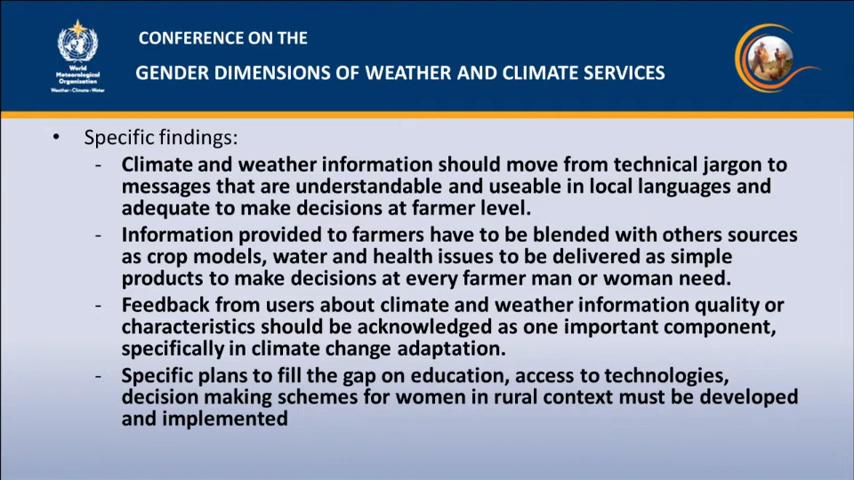 CONFERENCE ON THE
GENDER DIMENSIONS OF WEATHER AND CLIMATE SERVICES
World
Meteorological
Organization
Weather · Climate · Water
• Specific findings:
- Climate and weather information should move from technical jargon to
messages that are understandable and useable in local languages and
adequate to make decisions at farmer level.
- Information provided to farmers have to be blended with others sources
as crop models, water and health issues to be delivered as simple
products to make decisions at every farmer man or woman need.
- Feedback from users about climate and weather information quality or
characteristics should be acknowledged as one important component,
specifically in climate change adaptation.
- Specific plans to fill the gap on education, access to technologies,
decision making schemes for women in rural context must be developed
and implemented